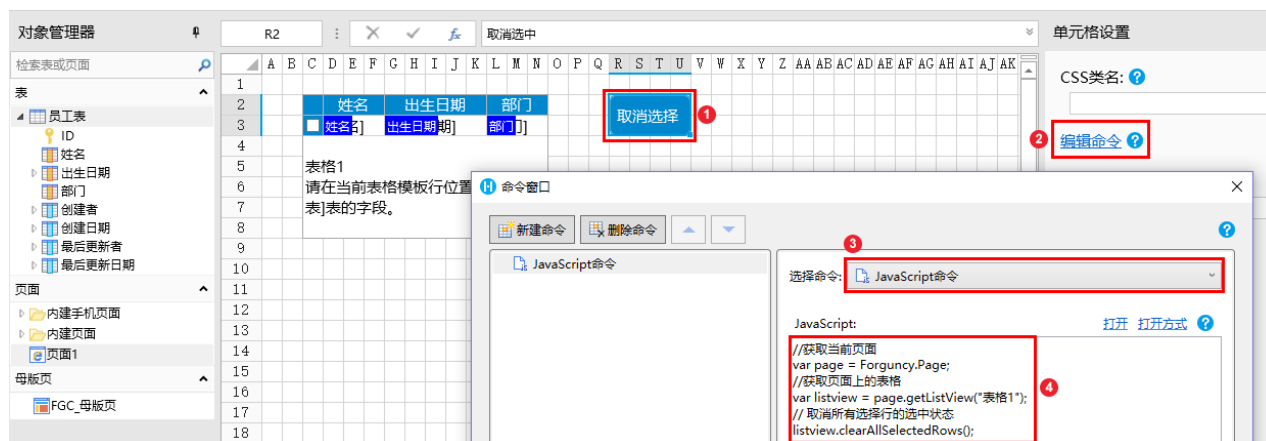 对象管理器
R2
取消选中
单元格设置
检索表或页面
A B C D E F G H I J K L M N O P Q R S T U V W X Y Z AA AB AC AD AE AF AG AH AI AJ AK
CSS类名:
表
1
员工表
2 姓名 出生日期 部门
取消选择
1
ID
3 姓名名] 出生日期期] 部门门]
姓名
4
2 编辑命令
出生日期
5 表格1
部门
6 请在当前表格模板行位置
命令窗口
创建者
7 表]表的字段。
创建日期
8
新建命令 删除命令
最后更新者
9
3
最后更新日期
10
JavaScript命令
选择命令: JavaScript命令
页面
11
内建手机页面
12
内建页面
13
JavaScript: 打开 打开方式
页面1
14
//获取当前页面
15
var page = Forguncy.Page;
母版页
//获取页面上的表格
4
16
var listview = page.getListView("表格1");
FGC_母版页
17
// 取消所有选择行的选中状态
18
listview.clearAllSelectedRows();